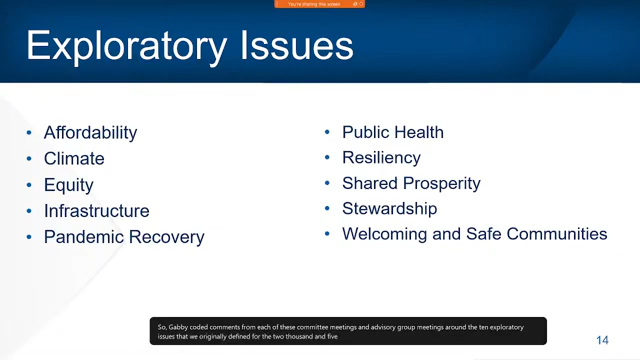 You're sharing this screen
Exploratory Issues
• Affordability
• Climate
• Equity
• Infrastructure
• Pandemic Recovery
• Public Health
• Resiliency
• Shared Prosperity
• Stewardship
• Welcoming and Safe Communities
So, Gabby coded comments from each of these committee meetings and advisory group meetings around the ten exploratory
issues that we originally defined for the two thousand and five
14